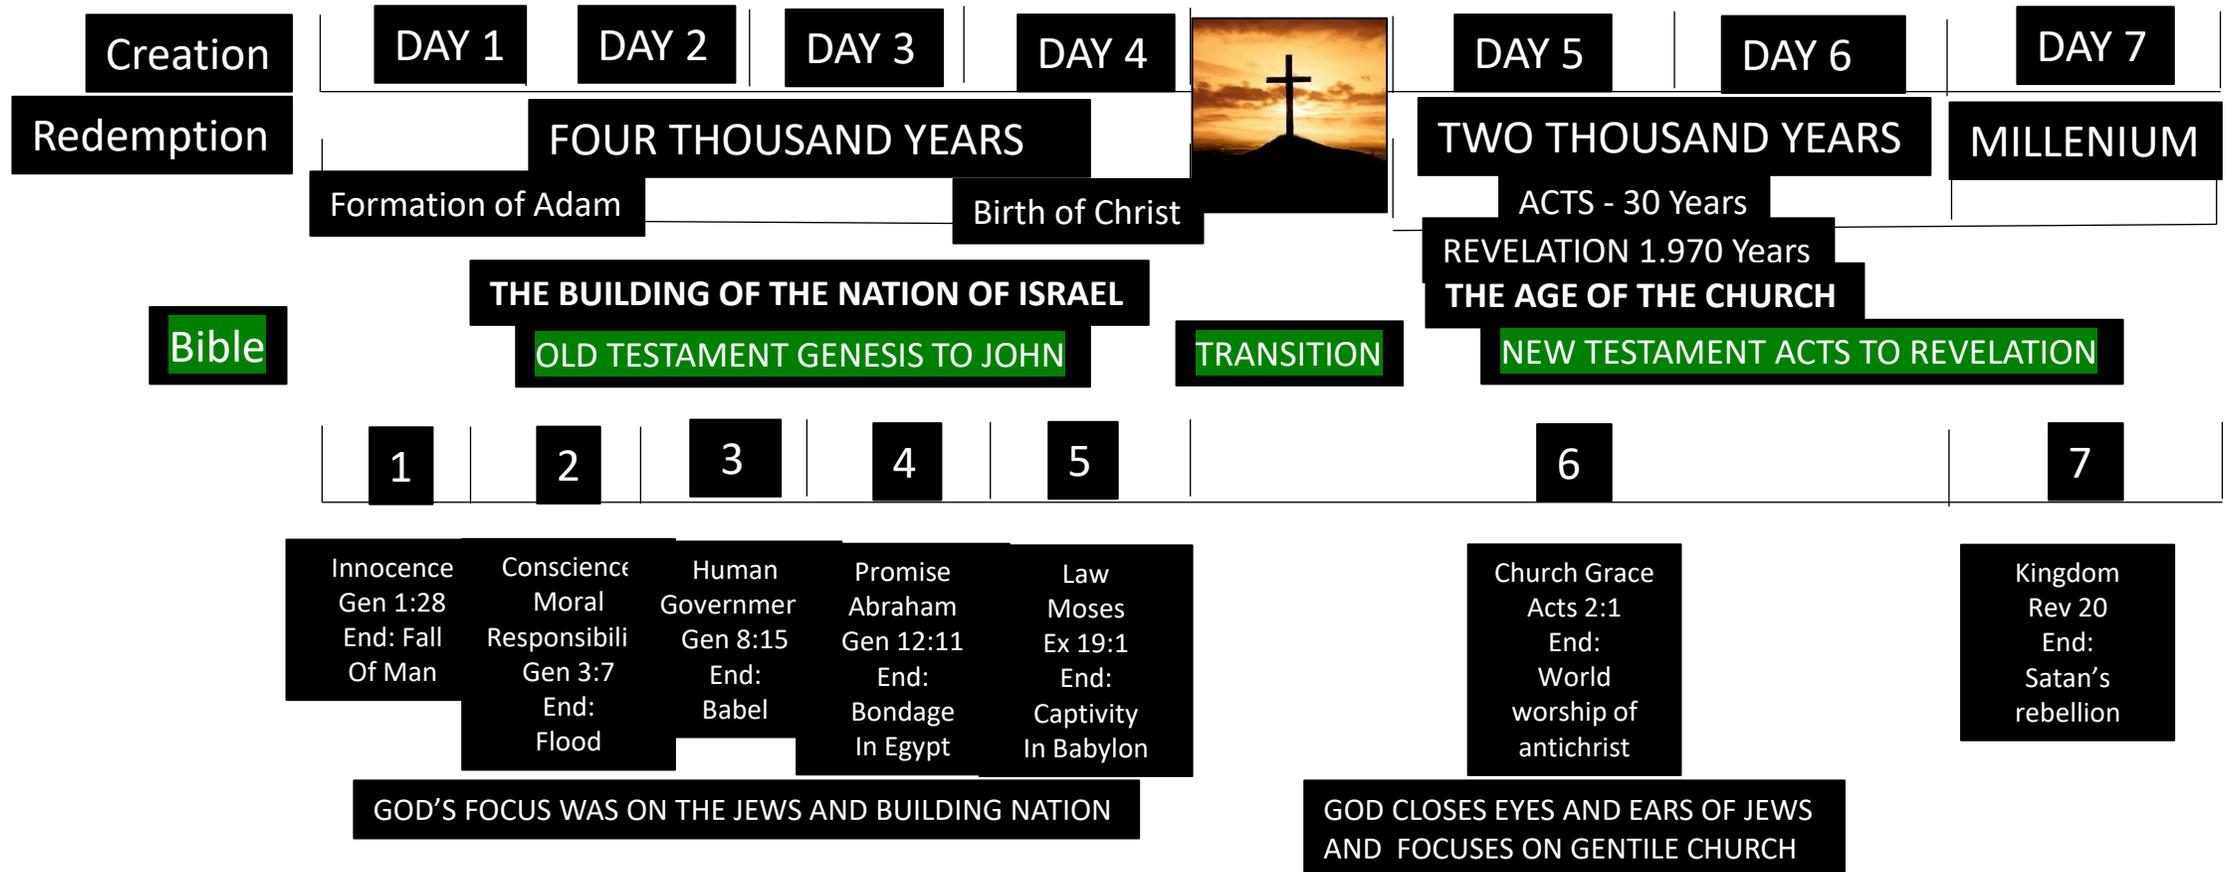 Creation
DAY 1
DAY 2
DAY 3
DAY 4
DAY 5
DAY 6
DAY 7
Redemption
FOUR THOUSAND YEARS
TWO THOUSAND YEARS
MILLENIUM
Formation of Adam
Birth of Christ
ACTS - 30 Years
REVELATION 1.970 Years
THE BUILDING OF THE NATION OF ISRAEL
THE AGE OF THE CHURCH
Bible
OLD TESTAMENT GENESIS TO JOHN
TRANSITION
NEW TESTAMENT ACTS TO REVELATION
1
2
3
4
5
6
7
Innocence
Gen 1:28
End: Fall
Of Man
Conscience
Moral
Responsibili
Gen 3:7
End:
Flood
Human
Governmer
Gen 8:15
End:
Babel
Promise
Abraham
Gen 12:11
End:
Bondage
In Egypt
Law
Moses
Ex 19:1
End:
Captivity
In Babylon
Church Grace
Acts 2:1
End:
World
worship of
antichrist
Kingdom
Rev 20
End:
Satan’s
rebellion
GOD’S FOCUS WAS ON THE JEWS AND BUILDING NATION
GOD CLOSES EYES AND EARS OF JEWS
AND  FOCUSES ON GENTILE CHURCH